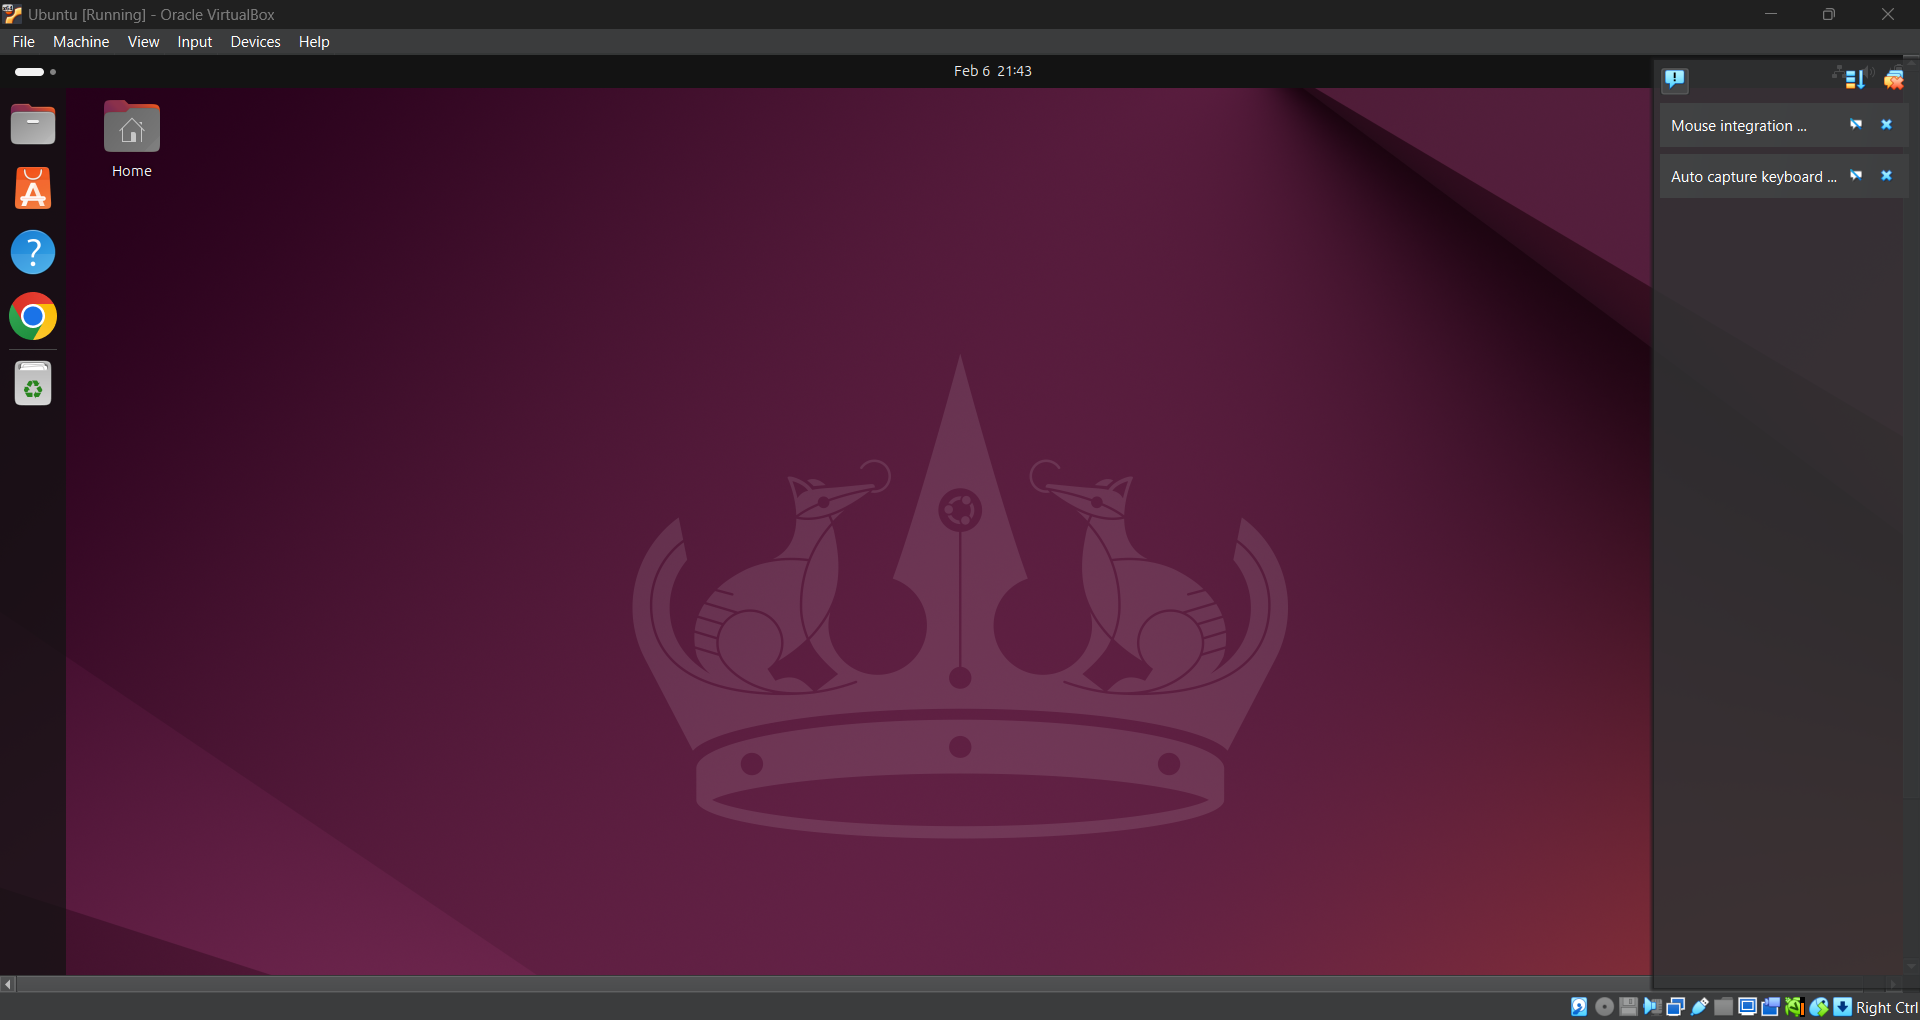 Ubuntu [Running] - Oracle VirtualBox
File Machine View Input Devices Help
Feb 6 21:43
Home
Mouse integration ...
Auto capture keyboard ...
Right Ctrl